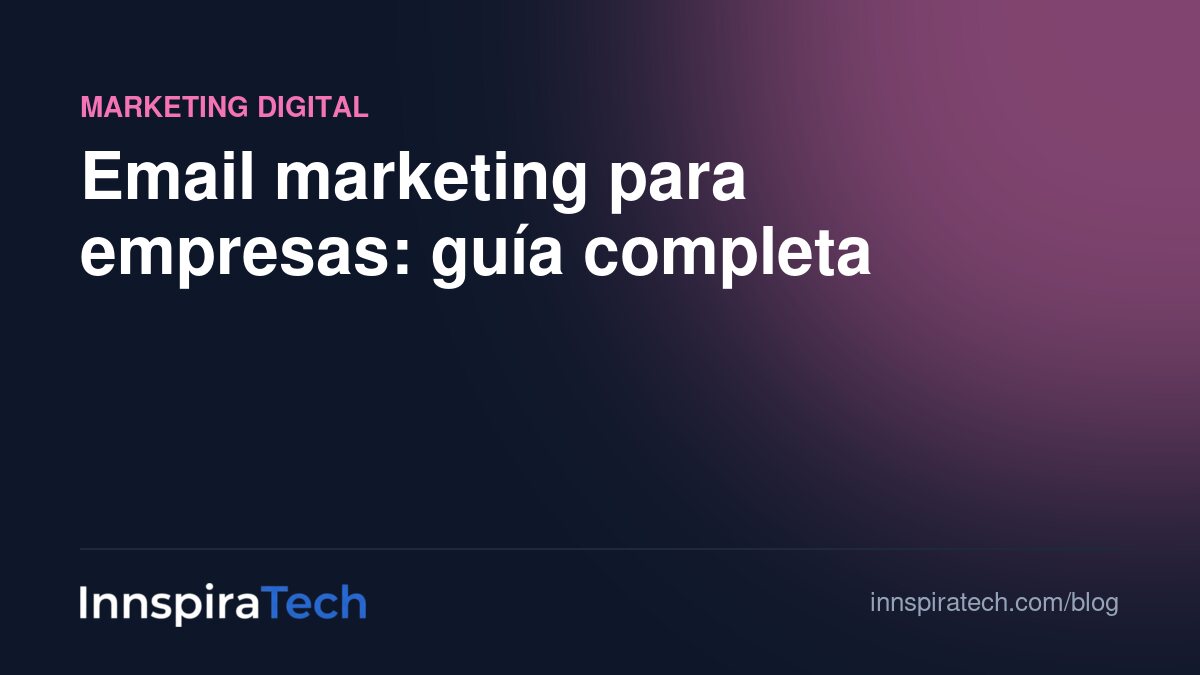 MARKETING DIGITAL
Email marketing para
empresas: guía completa
InnspiraTech
innspiratech.com/blog